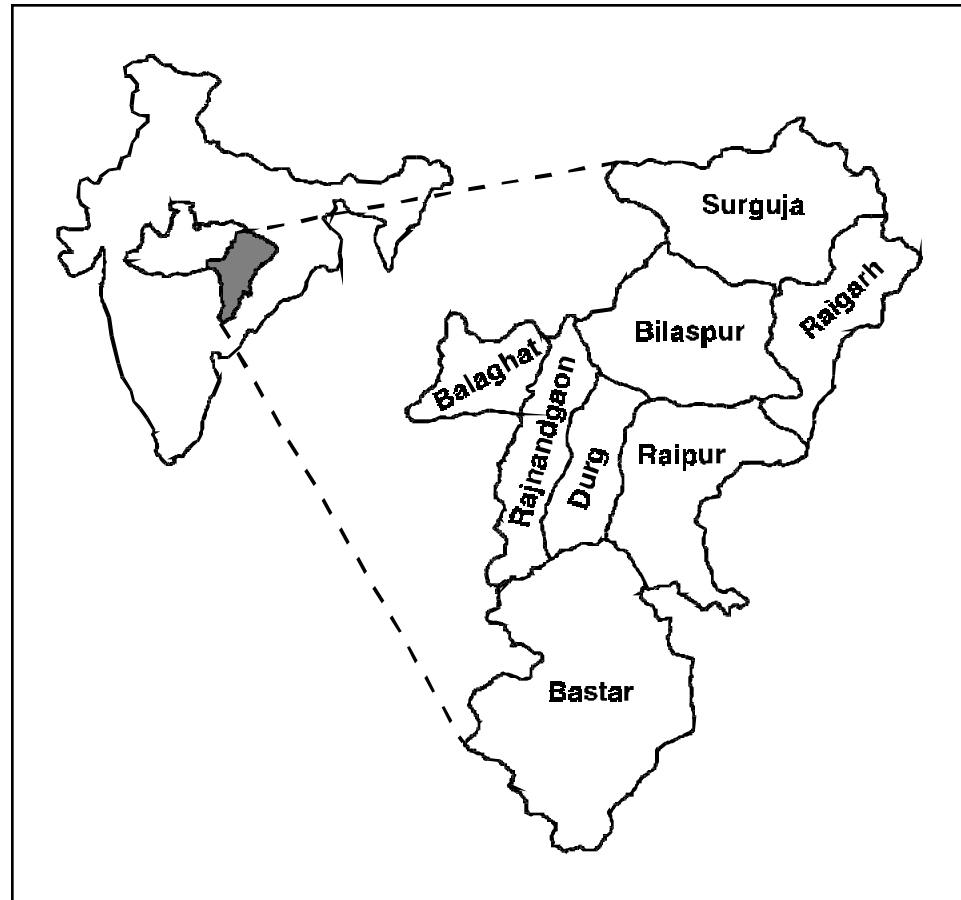 Surguja
Raigarh
Bilaspur
Balaghat
Rajnandgaon
Durg
Raipur
Bastar